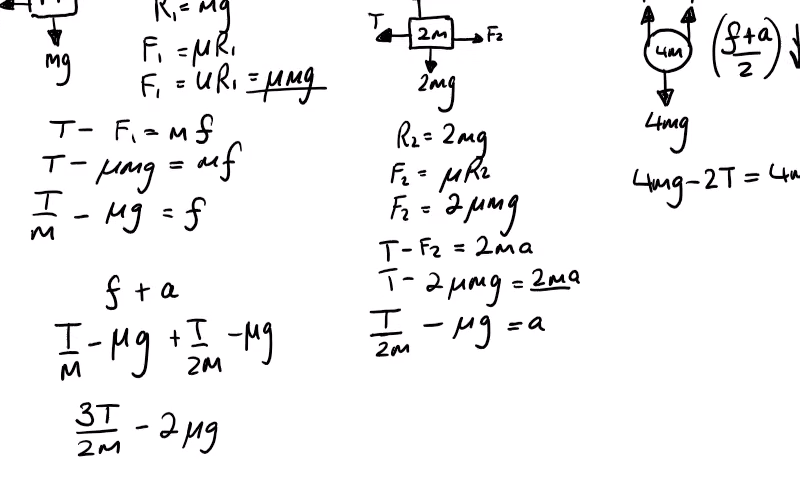 R₁ = mg
mg
F₁ = μR₁
F₁ = uR₁ = μmg
T - F₁ = mf
T - μmg = mf
T/m - μg = f
f + a
T/m - μg + T/2m - μg
3T/2m - 2μg
T
2m
F₂
2mg
R₂ = 2mg
F₂ = μR₂
F₂ = 2μmg
T - F₂ = 2ma
T - 2μmg = 2ma
T/2m - μg = a
4m
(f+a/2)
4mg
4mg - 2T = 4m